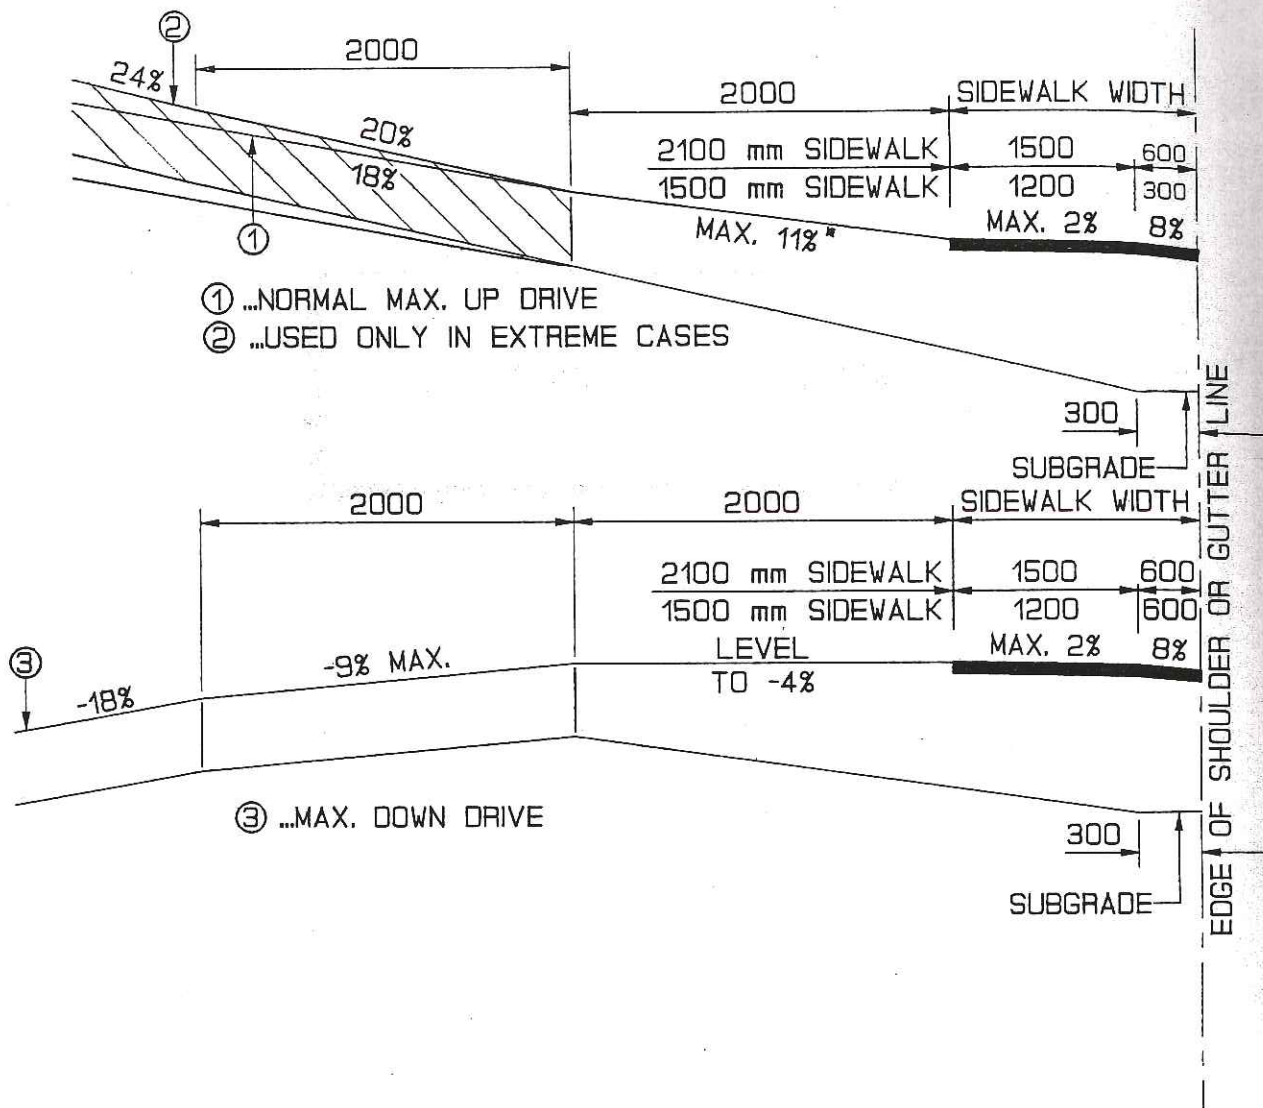 ②
2000
24%
2000
SIDEWALK WIDTH
20%
2100 mm SIDEWALK 1500 600
18%
1500 mm SIDEWALK 1200 300
MAX. 11%* MAX. 2% 8%
①
① ...NORMAL MAX. UP DRIVE
② ...USED ONLY IN EXTREME CASES
300
SUBGRADE
2000
2000
SIDEWALK WIDTH
2100 mm SIDEWALK 1500 600
1500 mm SIDEWALK 1200 600
③
-18%
-9% MAX.
LEVEL
TO -4%
MAX. 2% 8%
③ ...MAX. DOWN DRIVE
300
SUBGRADE
EDGE OF SHOULDER OR GUTTER LINE